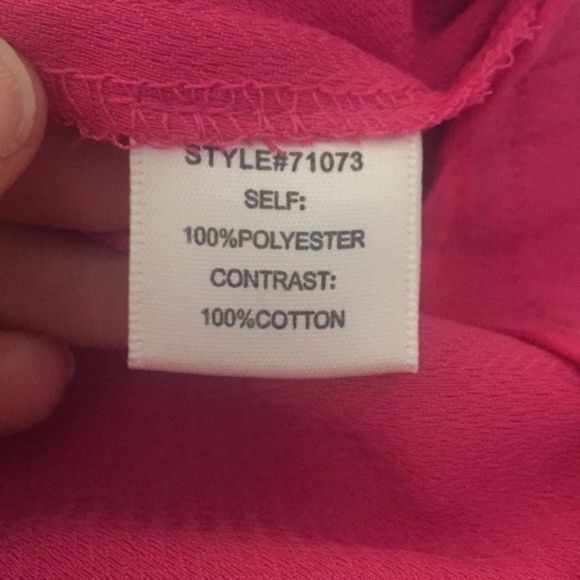 STYLE#71073
SELF:
100%POLYESTER
CONTRAST:
100%COTTON